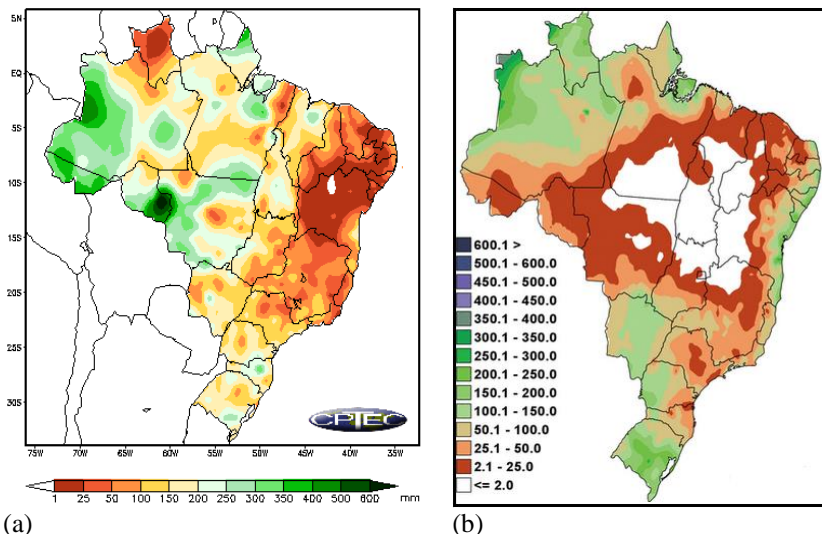 5N
EQ
5S
10S
15S
20S
25S
30S
75W 70W 65W 60W 55W 50W 45W 40W 35W
CPTEC
1 25 50 100 150 200 250 300 350 400 500 600 mm
(a)
600.1 >
500.1 - 600.0
450.1 - 500.0
400.1 - 450.0
350.1 - 400.0
300.1 - 350.0
250.1 - 300.0
200.1 - 250.0
150.1 - 200.0
100.1 - 150.0
50.1 - 100.0
25.1 - 50.0
2.1 - 25.0
<= 2.0
(b)